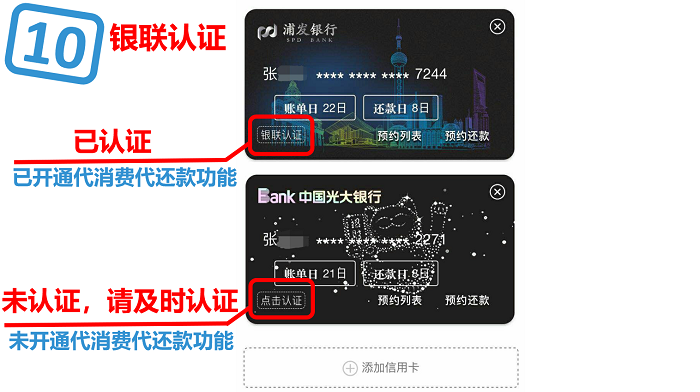 10 银联认证
浦发银行
SPD BANK
张 **** **** **** 7244
账单日 22日 还款日 8日
银联认证 预约列表 预约还款
已认证
已开通代消费代还款功能
Bank 中国光大银行
张 **** **** **** 2271
账单日 21日 还款日 8日
点击认证 预约列表 预约还款
未认证，请及时认证
未开通代消费代还款功能
添加信用卡